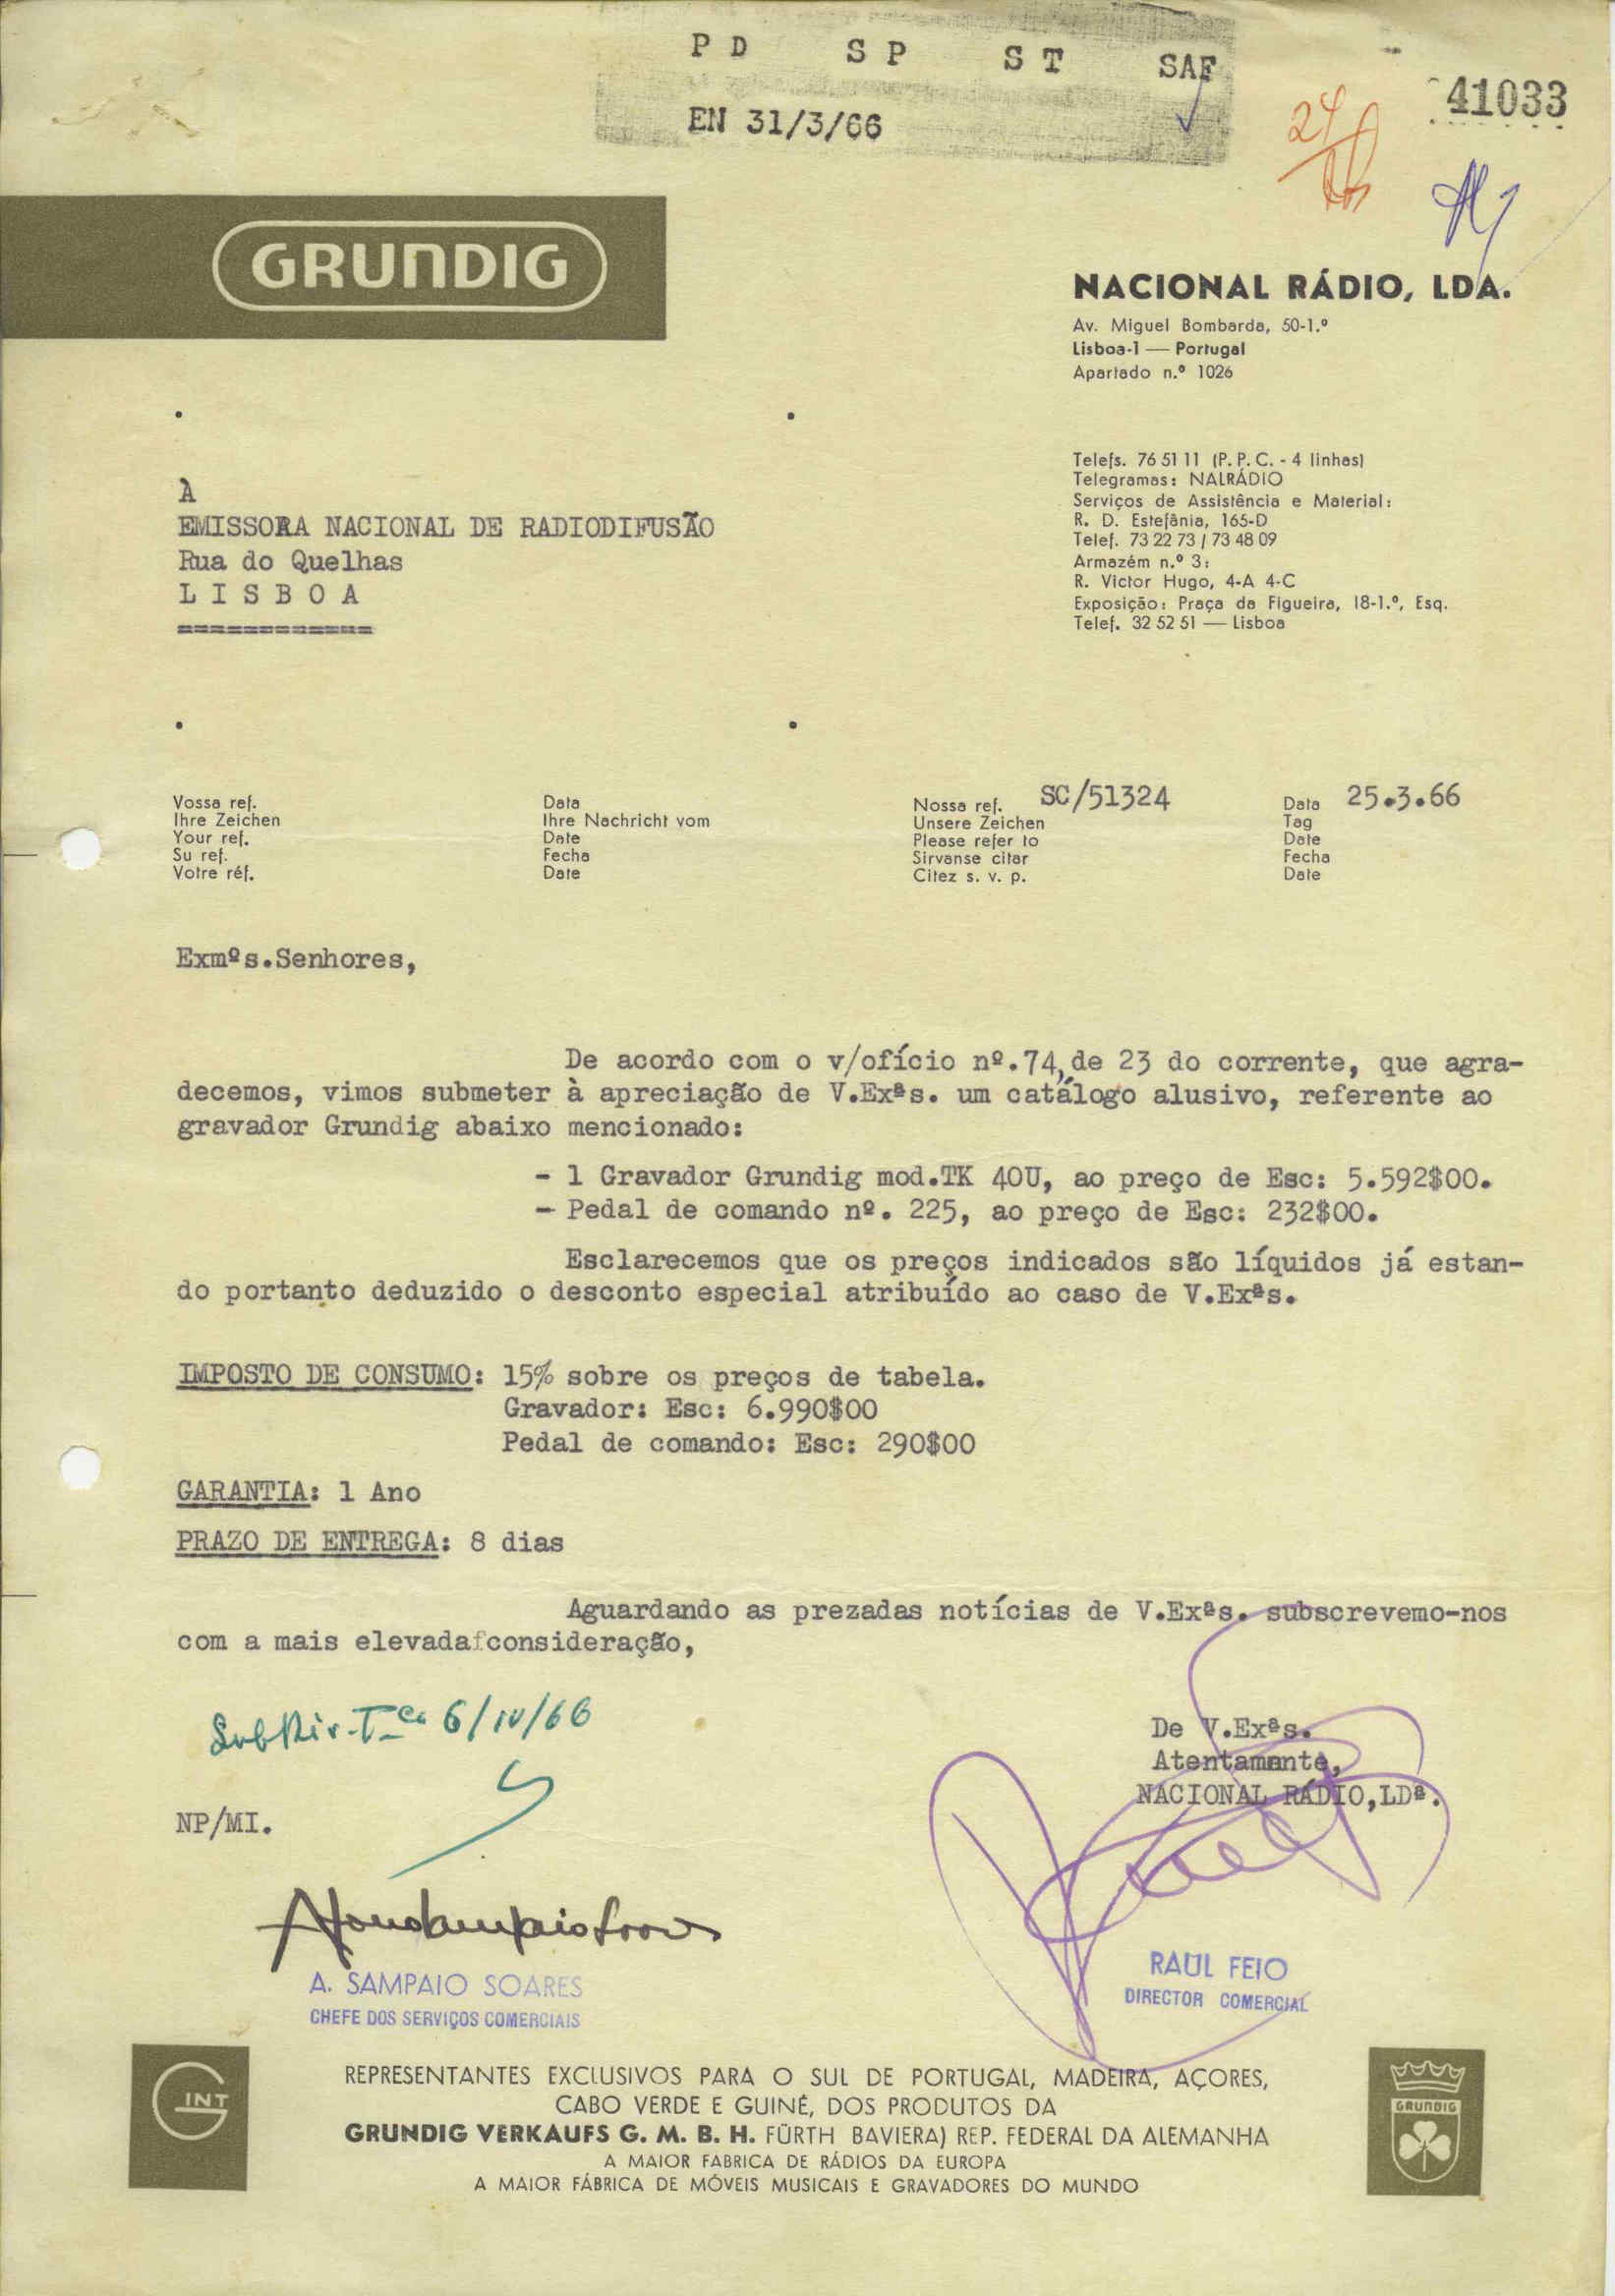 PD SP ST SAF
EN 31/3/66
41033
24
GRUNDIG
NACIONAL RÁDIO, LDA.
Av. Miguel Bombarda, 50-1.º
Lisboa-1 — Portugal
Apartado n.º 1026
Telefs. 76 51 11 (P. P. C. - 4 linhas)
Telegramas: NALRÁDIO
Serviços de Assistência e Material:
R. D. Estefânia, 165-D
Telef. 73 22 73 / 73 48 09
Armazém n.º 3:
R. Victor Hugo, 4-A 4-C
Exposição: Praça da Figueira, 18-1.º, Esq.
Telef. 32 52 51 — Lisboa
À
EMISSORA NACIONAL DE RADIODIFUSÃO
Rua do Quelhas
L I S B O A
============
Vossa ref.
Ihre Zeichen
Your ref.
Su ref.
Votre réf.
Data
Ihre Nachricht vom
Date
Fecha
Date
Nossa ref. SC/51324
Unsere Zeichen
Please refer to
Sirvanse citar
Citez s. v. p.
Data 25.3.66
Tag
Date
Fecha
Date
Exmºs.Senhores,
De acordo com o v/ofício nº.74, de 23 do corrente, que agra-
decemos, vimos submeter à apreciação de V.Exªs. um catálogo alusivo, referente ao
gravador Grundig abaixo mencionado:
- 1 Gravador Grundig mod.TK 40U, ao preço de Esc: 5.592$00.
- Pedal de comando nº. 225, ao preço de Esc: 232$00.
Esclarecemos que os preços indicados são líquidos já estan-
do portanto deduzido o desconto especial atribuído ao caso de V.Exªs.
IMPOSTO DE CONSUMO: 15% sobre os preços de tabela.
Gravador: Esc: 6.990$00
Pedal de comando: Esc: 290$00
GARANTIA: 1 Ano
PRAZO DE ENTREGA: 8 dias
Aguardando as prezadas notícias de V.Exªs. subscrevemo-nos
com a mais elevada consideração,
SubDir. Tca 6/IV/66
De V.Exªs.
Atentamente,
NACIONAL RÁDIO,LDª.
NP/MI.
A. SAMPAIO SOARES
CHEFE DOS SERVIÇOS COMERCIAIS
RAÚL FEIO
DIRECTOR COMERCIAL
G INT
REPRESENTANTES EXCLUSIVOS PARA O SUL DE PORTUGAL, MADEIRA, AÇORES,
CABO VERDE E GUINÉ, DOS PRODUTOS DA
GRUNDIG VERKAUFS G. M. B. H. FÜRTH BAVIERA) REP. FEDERAL DA ALEMANHA
A MAIOR FABRICA DE RÁDIOS DA EUROPA
A MAIOR FÁBRICA DE MÓVEIS MUSICAIS E GRAVADORES DO MUNDO
GRUNDIG